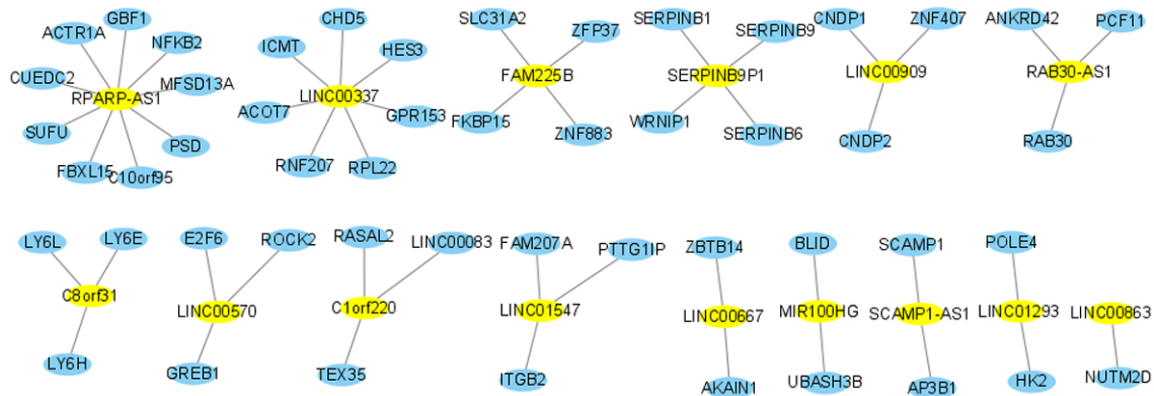 GBF1
ACTR1A
NFKB2
CUEDC2
MFSD13A
RPARP-AS1
SUFU
PSD
FBXL15
C10orf95
CHD5
ICMT
HES3
LINC00337
ACOT7
GPR153
RNF207
RPL22
SLC31A2
ZFP37
FAM225B
FKBP15
ZNF883
SERPINB1
SERPINB9
SERPINB9P1
WRNIP1
SERPINB6
CNDP1
ZNF407
LINC00909
CNDP2
ANKRD42
PCF11
RAB30-AS1
RAB30
LY6L
LY6E
C8orf31
LY6H
E2F6
ROCK2
LINC00570
GREB1
RASAL2
LINC00083
C1orf220
TEX35
FAM207A
PTTG1IP
LINC01547
ITGB2
ZBTB14
LINC00667
AKAIN1
BLID
MIR100HG
UBASH3B
SCAMP1
SCAMP1-AS1
AP3B1
POLE4
LINC01293
HK2
LINC00863
NUTM2D